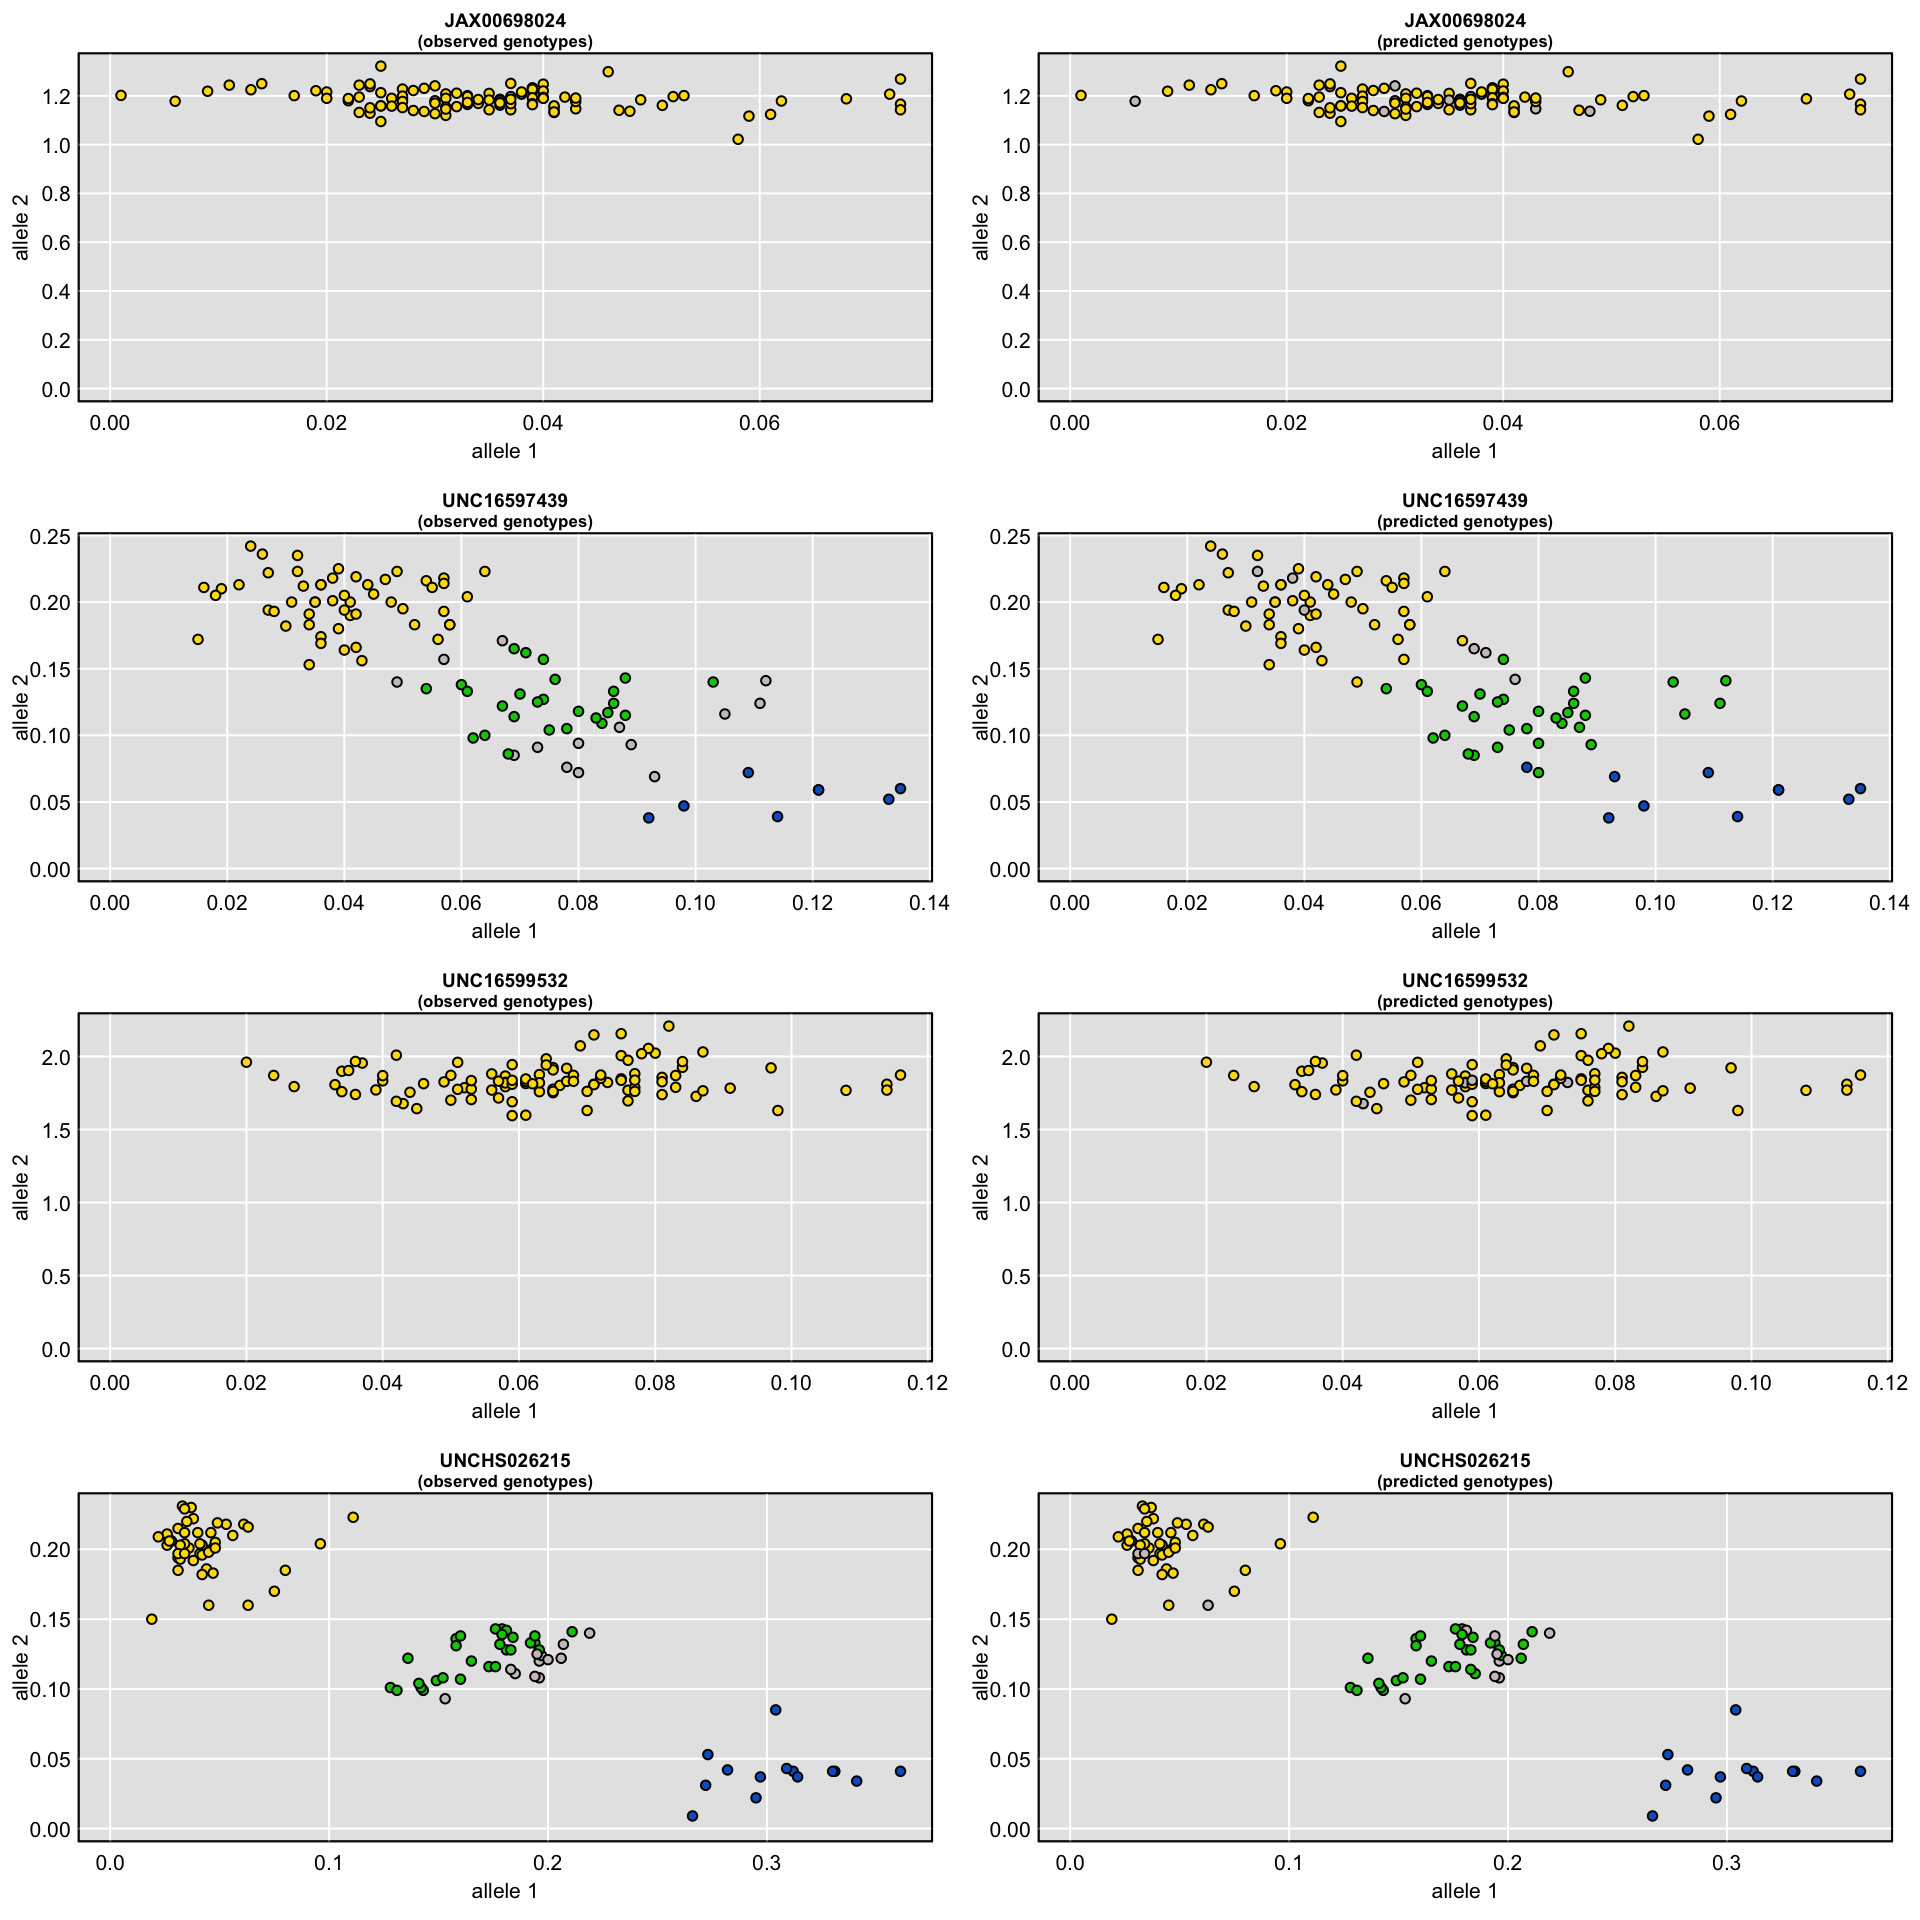 JAX00698024
(observed genotypes)
1.2
1.0
0.8
0.6
0.4
0.2
0.0
allele 2
0.00 0.02 0.04 0.06
allele 1
JAX00698024
(predicted genotypes)
1.2
1.0
0.8
0.6
0.4
0.2
0.0
allele 2
0.00 0.02 0.04 0.06
allele 1
UNC16597439
(observed genotypes)
0.25
0.20
0.15
0.10
0.05
0.00
allele 2
0.00 0.02 0.04 0.06 0.08 0.10 0.12 0.14
allele 1
UNC16597439
(predicted genotypes)
0.25
0.20
0.15
0.10
0.05
0.00
allele 2
0.00 0.02 0.04 0.06 0.08 0.10 0.12 0.14
allele 1
UNC16599532
(observed genotypes)
2.0
1.5
1.0
0.5
0.0
allele 2
0.00 0.02 0.04 0.06 0.08 0.10 0.12
allele 1
UNC16599532
(predicted genotypes)
2.0
1.5
1.0
0.5
0.0
allele 2
0.00 0.02 0.04 0.06 0.08 0.10 0.12
allele 1
UNCHS026215
(observed genotypes)
0.20
0.15
0.10
0.05
0.00
allele 2
0.0 0.1 0.2 0.3
allele 1
UNCHS026215
(predicted genotypes)
0.20
0.15
0.10
0.05
0.00
allele 2
0.0 0.1 0.2 0.3
allele 1